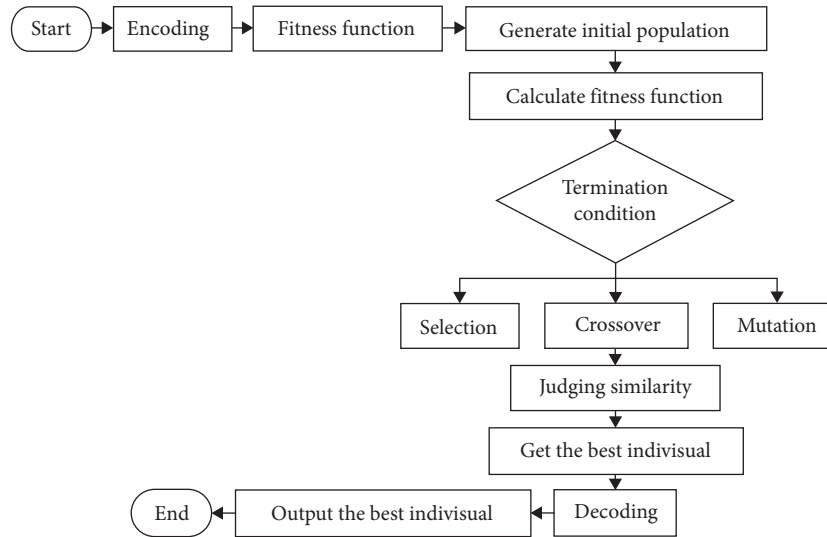 Start
Encoding
Fitness function
Generate initial population
Calculate fitness function
Termination
condition
Selection
Crossover
Mutation
Judging similarity
Get the best indivisual
Decoding
Output the best indivisual
End